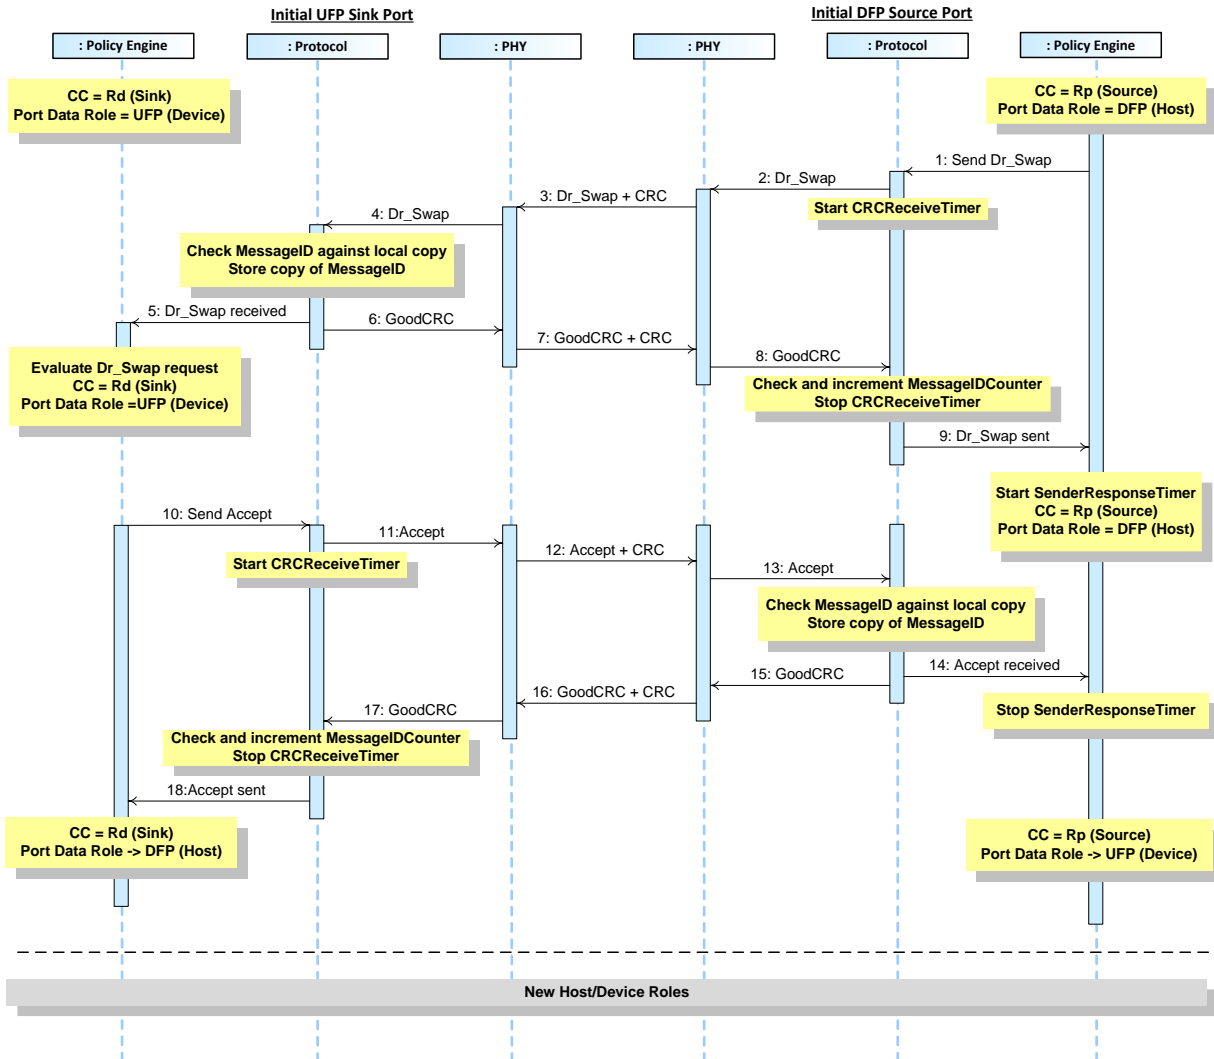 Initial UFP Sink Port
Initial DFP Source Port
: Policy Engine
: Protocol
: PHY
: PHY
: Protocol
: Policy Engine
CC = Rd (Sink)
Port Data Role = UFP (Device)
CC = Rp (Source)
Port Data Role = DFP (Host)
1: Send Dr_Swap
2: Dr_Swap
3: Dr_Swap + CRC
4: Dr_Swap
Start CRCReceiveTimer
Check MessageID against local copy
Store copy of MessageID
5: Dr_Swap received
6: GoodCRC
7: GoodCRC + CRC
8: GoodCRC
Evaluate Dr_Swap request
CC = Rd (Sink)
Port Data Role =UFP (Device)
Check and increment MessageIDCounter
Stop CRCReceiveTimer
9: Dr_Swap sent
Start SenderResponseTimer
CC = Rp (Source)
Port Data Role = DFP (Host)
10: Send Accept
11:Accept
12: Accept + CRC
13: Accept
Start CRCReceiveTimer
Check MessageID against local copy
Store copy of MessageID
14: Accept received
15: GoodCRC
16: GoodCRC + CRC
17: GoodCRC
Stop SenderResponseTimer
Check and increment MessageIDCounter
Stop CRCReceiveTimer
18:Accept sent
CC = Rd (Sink)
Port Data Role -> DFP (Host)
CC = Rp (Source)
Port Data Role -> UFP (Device)
New Host/Device Roles